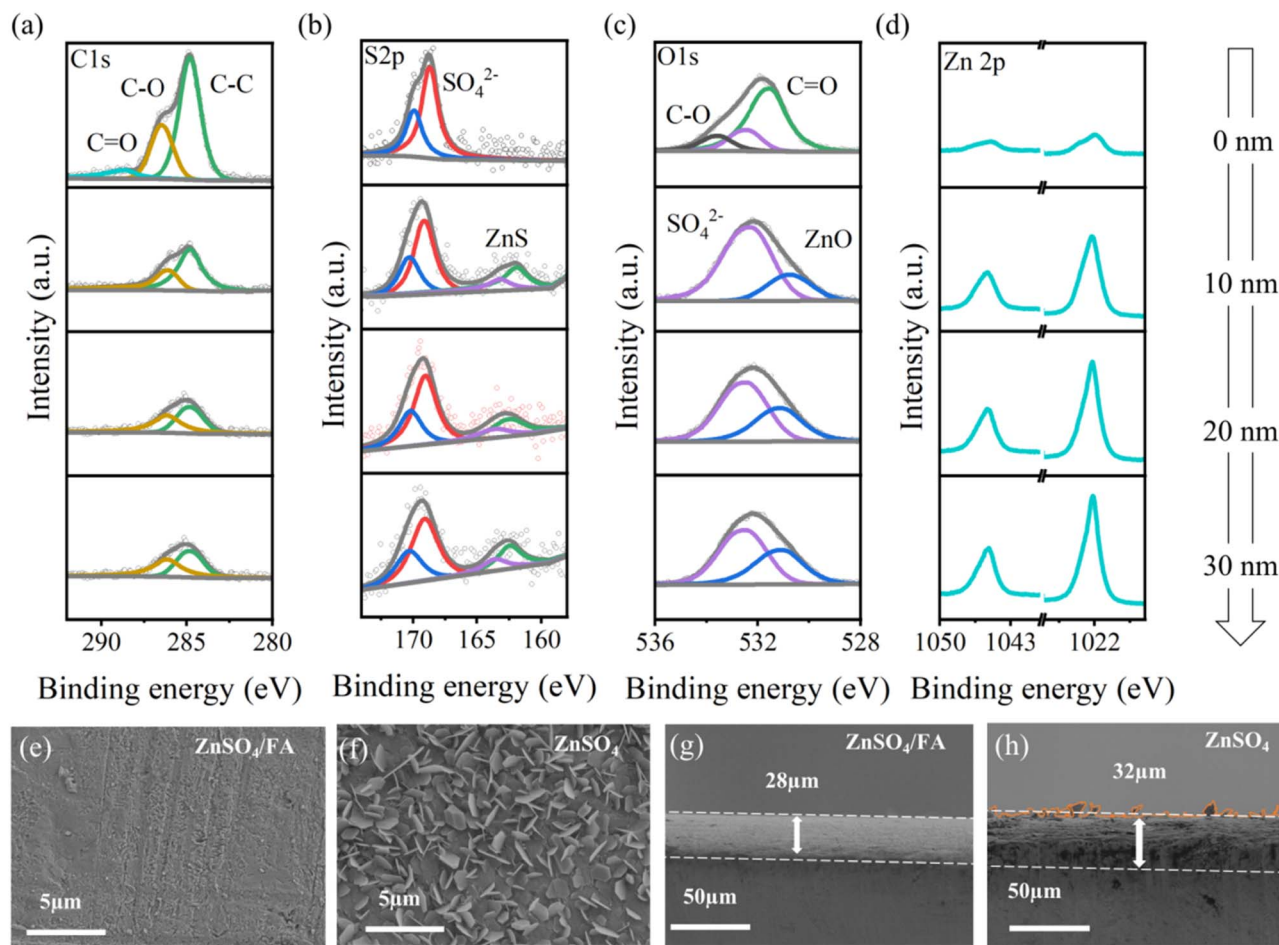 (a)
C1s
C-O
C-C
C=O
(b)
S2p
SO₄²⁻
ZnS
(c)
O1s
C=O
C-O
SO₄²⁻
ZnO
(d)
Zn 2p
0 nm
10 nm
20 nm
30 nm
Intensity (a.u.)
Intensity (a.u.)
Intensity (a.u.)
Intensity (a.u.)
290 285 280
170 165 160
536 533 531 528
1050 1043 1022
Binding energy (eV)
Binding energy (eV)
Binding energy (eV)
Binding energy (eV)
(e)
ZnSO₄/FA
5μm
(f)
ZnSO₄
5μm
(g)
ZnSO₄/FA
28μm
50μm
(h)
ZnSO₄
32μm
50μm